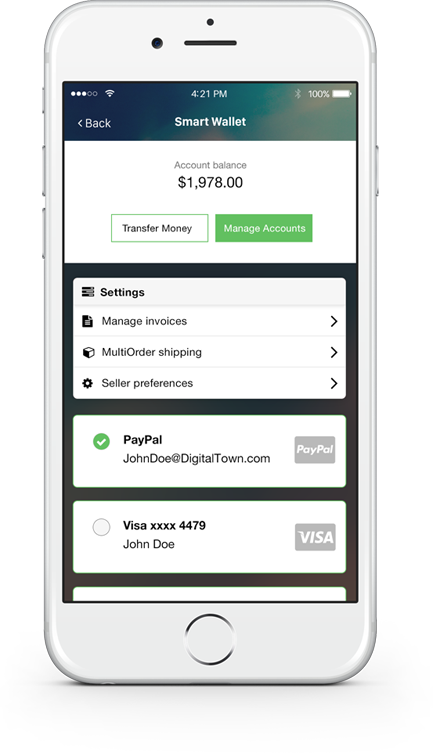 4:21 PM 100%
< Back Smart Wallet
Account balance
$1,978.00
Transfer Money Manage Accounts
Settings
Manage invoices
MultiOrder shipping
Seller preferences
PayPal
JohnDoe@DigitalTown.com PayPal
Visa xxxx 4479
John Doe VISA